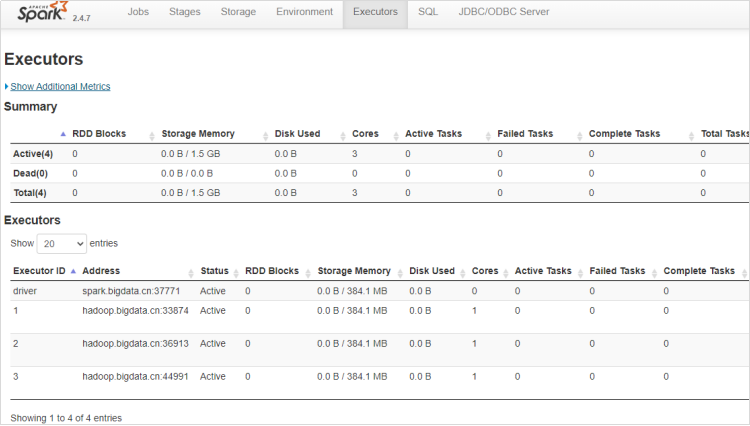 APACHE
Spark 2.4.7 Jobs Stages Storage Environment Executors SQL JDBC/ODBC Server
Executors
Show Additional Metrics
Summary
RDD Blocks Storage Memory Disk Used Cores Active Tasks Failed Tasks Complete Tasks Total Tasks
Active(4) 0 0.0 B / 1.5 GB 0.0 B 3 0 0 0 0
Dead(0) 0 0.0 B / 0.0 B 0.0 B 0 0 0 0 0
Total(4) 0 0.0 B / 1.5 GB 0.0 B 3 0 0 0 0
Executors
Show 20 entries
Executor ID Address Status RDD Blocks Storage Memory Disk Used Cores Active Tasks Failed Tasks Complete Tasks
driver spark.bigdata.cn:37771 Active 0 0.0 B / 384.1 MB 0.0 B 0 0 0 0
1 hadoop.bigdata.cn:33874 Active 0 0.0 B / 384.1 MB 0.0 B 1 0 0 0
2 hadoop.bigdata.cn:36913 Active 0 0.0 B / 384.1 MB 0.0 B 1 0 0 0
3 hadoop.bigdata.cn:44991 Active 0 0.0 B / 384.1 MB 0.0 B 1 0 0 0
Showing 1 to 4 of 4 entries